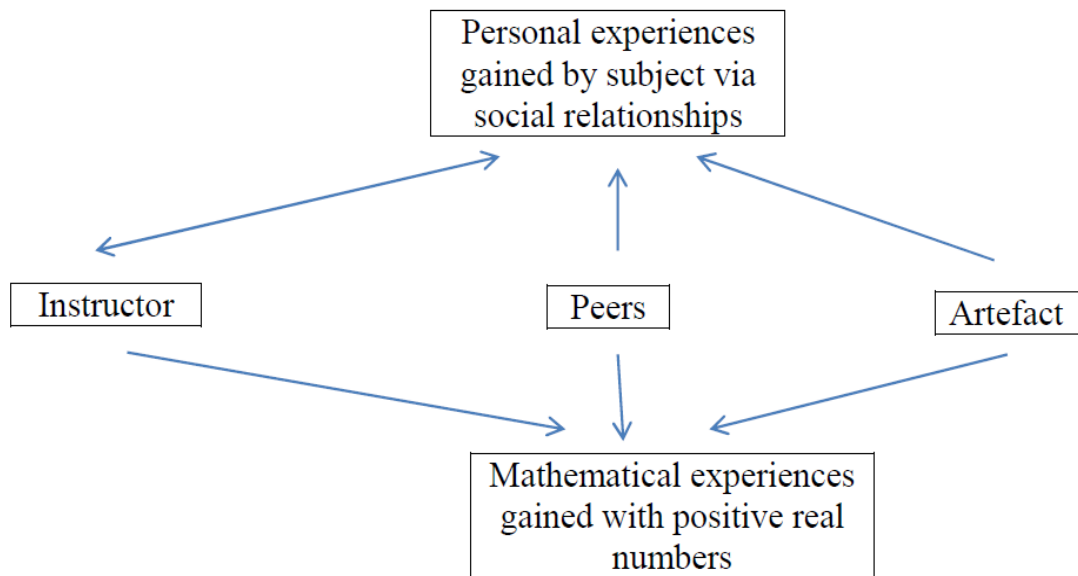 Personal experiences
gained by subject via
social relationships
Instructor
Peers
Artefact
Mathematical experiences
gained with positive real
numbers